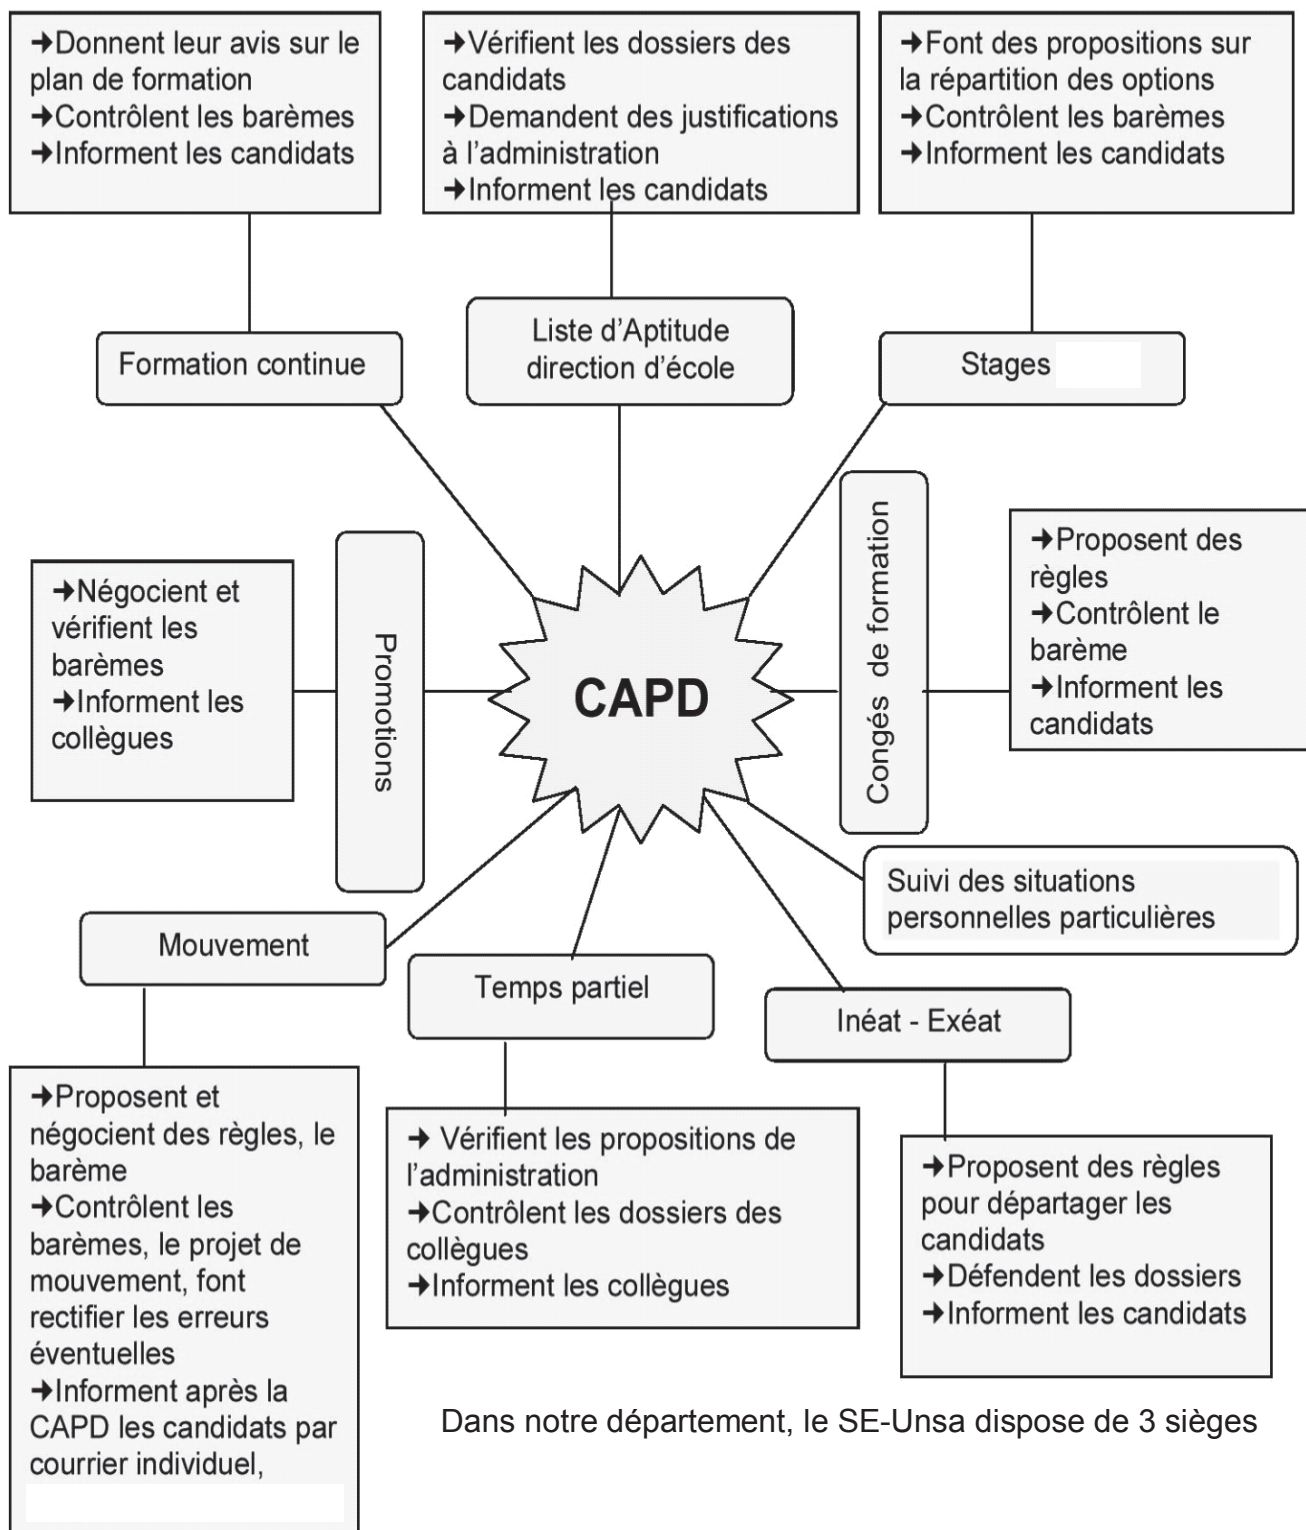 ➔Donnent leur avis sur le
plan de formation
➔Contrôlent les barèmes
➔Informent les candidats
➔Vérifient les dossiers des
candidats
➔Demandent des justifications
à l’administration
➔Informent les candidats
➔Font des propositions sur
la répartition des options
➔Contrôlent les barèmes
➔Informent les candidats
Formation continue
Liste d’Aptitude
direction d’école
Stages
➔Négocient et
vérifient les
barèmes
➔Informent les
collègues
Promotions
CAPD
Congés de formation
➔Proposent des
règles
➔Contrôlent le
barème
➔Informent les
candidats
Suivi des situations
personnelles particulières
Mouvement
Temps partiel
Inéat - Exéat
➔Proposent et
négocient des règles, le
barème
➔Contrôlent les
barèmes, le projet de
mouvement, font
rectifier les erreurs
éventuelles
➔Informent après la
CAPD les candidats par
courrier individuel,
➔ Vérifient les propositions de
l’administration
➔Contrôlent les dossiers des
collègues
➔Informent les collègues
➔Proposent des règles
pour départager les
candidats
➔Défendent les dossiers
➔Informent les candidats
Dans notre département, le SE-Unsa dispose de 3 sièges